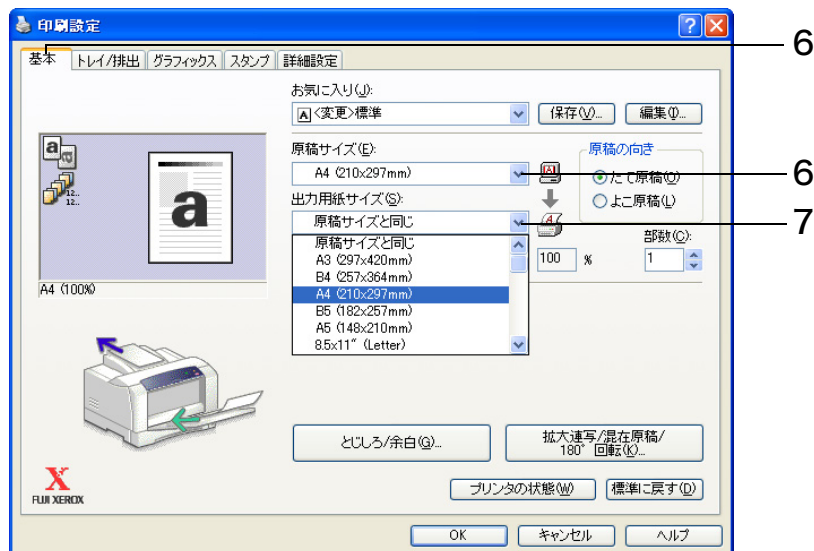 印刷設定
6
基本 トレイ/排出 グラフィックス スタンプ 詳細設定
お気に入り(J):
A <変更>標準
保存(V)... 編集(I)...
原稿サイズ(E):
A4 (210x297mm)
6
原稿の向き
たて原稿(O)
よこ原稿(L)
出力用紙サイズ(S):
原稿サイズと同じ
7
原稿サイズと同じ
A3 (297x420mm)
B4 (257x364mm)
A4 (210x297mm)
B5 (182x257mm)
A5 (148x210mm)
8.5x11" (Letter)
100 %
部数(C):
1
a
a
12..
12..
a
A4 (100%)
とじしろ/余白(G)...
拡大連写/混在原稿/
180° 回転(K)...
X
FUJI XEROX
プリンタの状態(W) 標準に戻す(D)
OK キャンセル ヘルプ